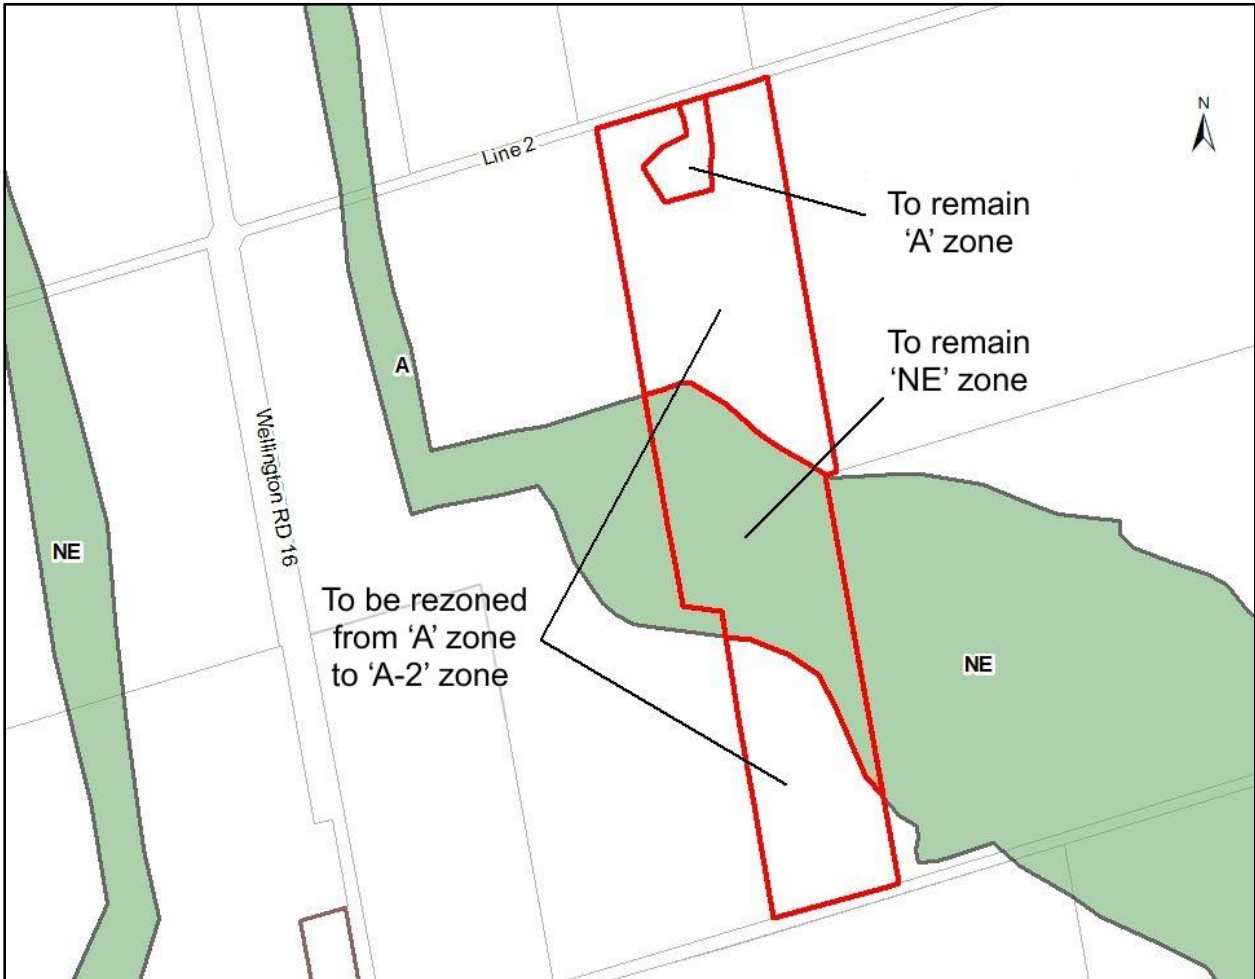 N
Line 2
To remain
‘A’ zone
To remain
‘NE’ zone
A
Wellington RD 16
NE
To be rezoned
from ‘A’ zone
to ‘A-2’ zone
NE